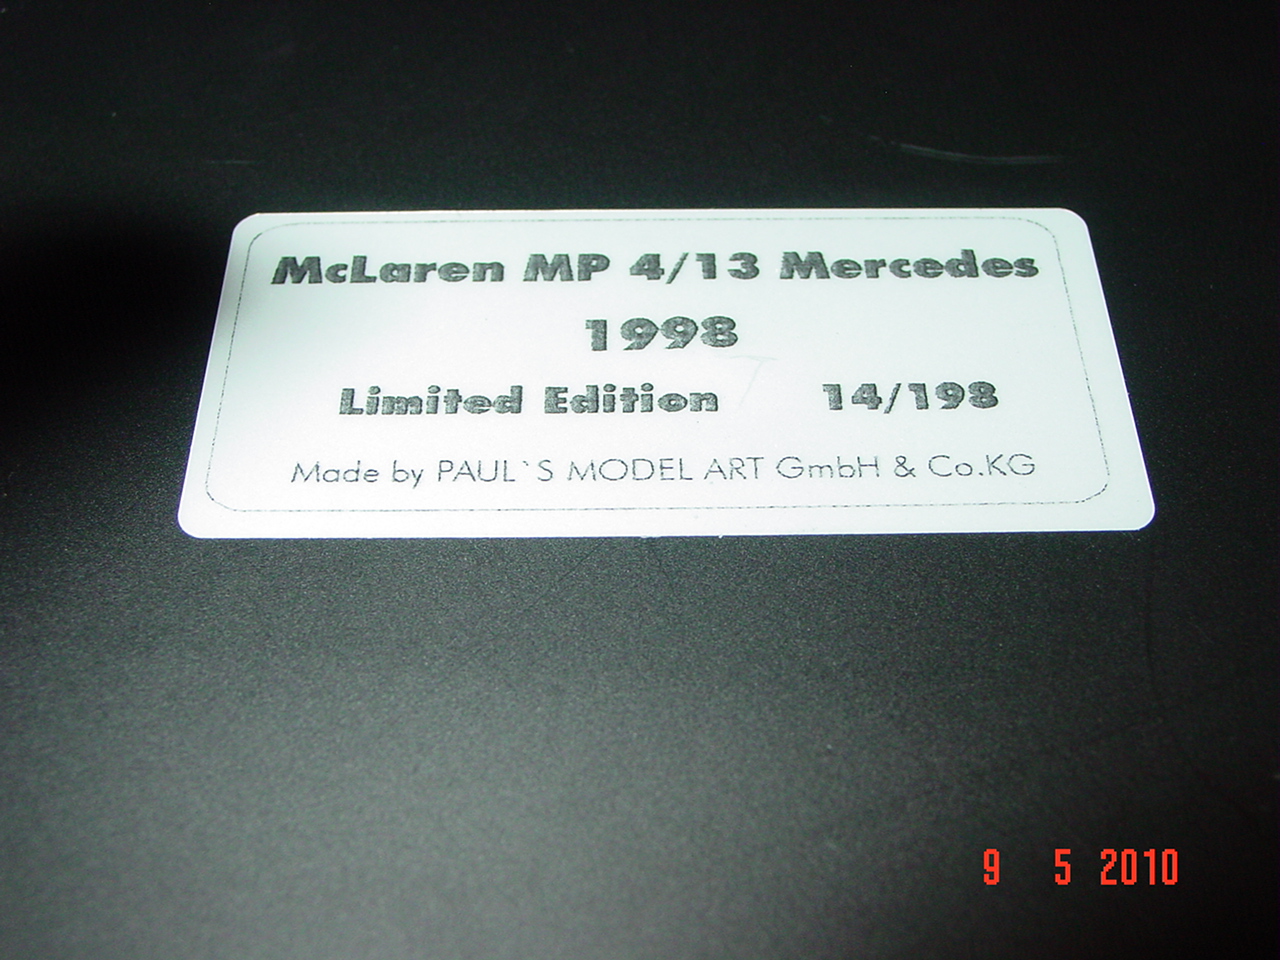 McLaren MP 4/13 Mercedes
1998
Limited Edition 14/198
Made by PAUL`S MODEL ART GmbH & Co.KG
9 5 2010